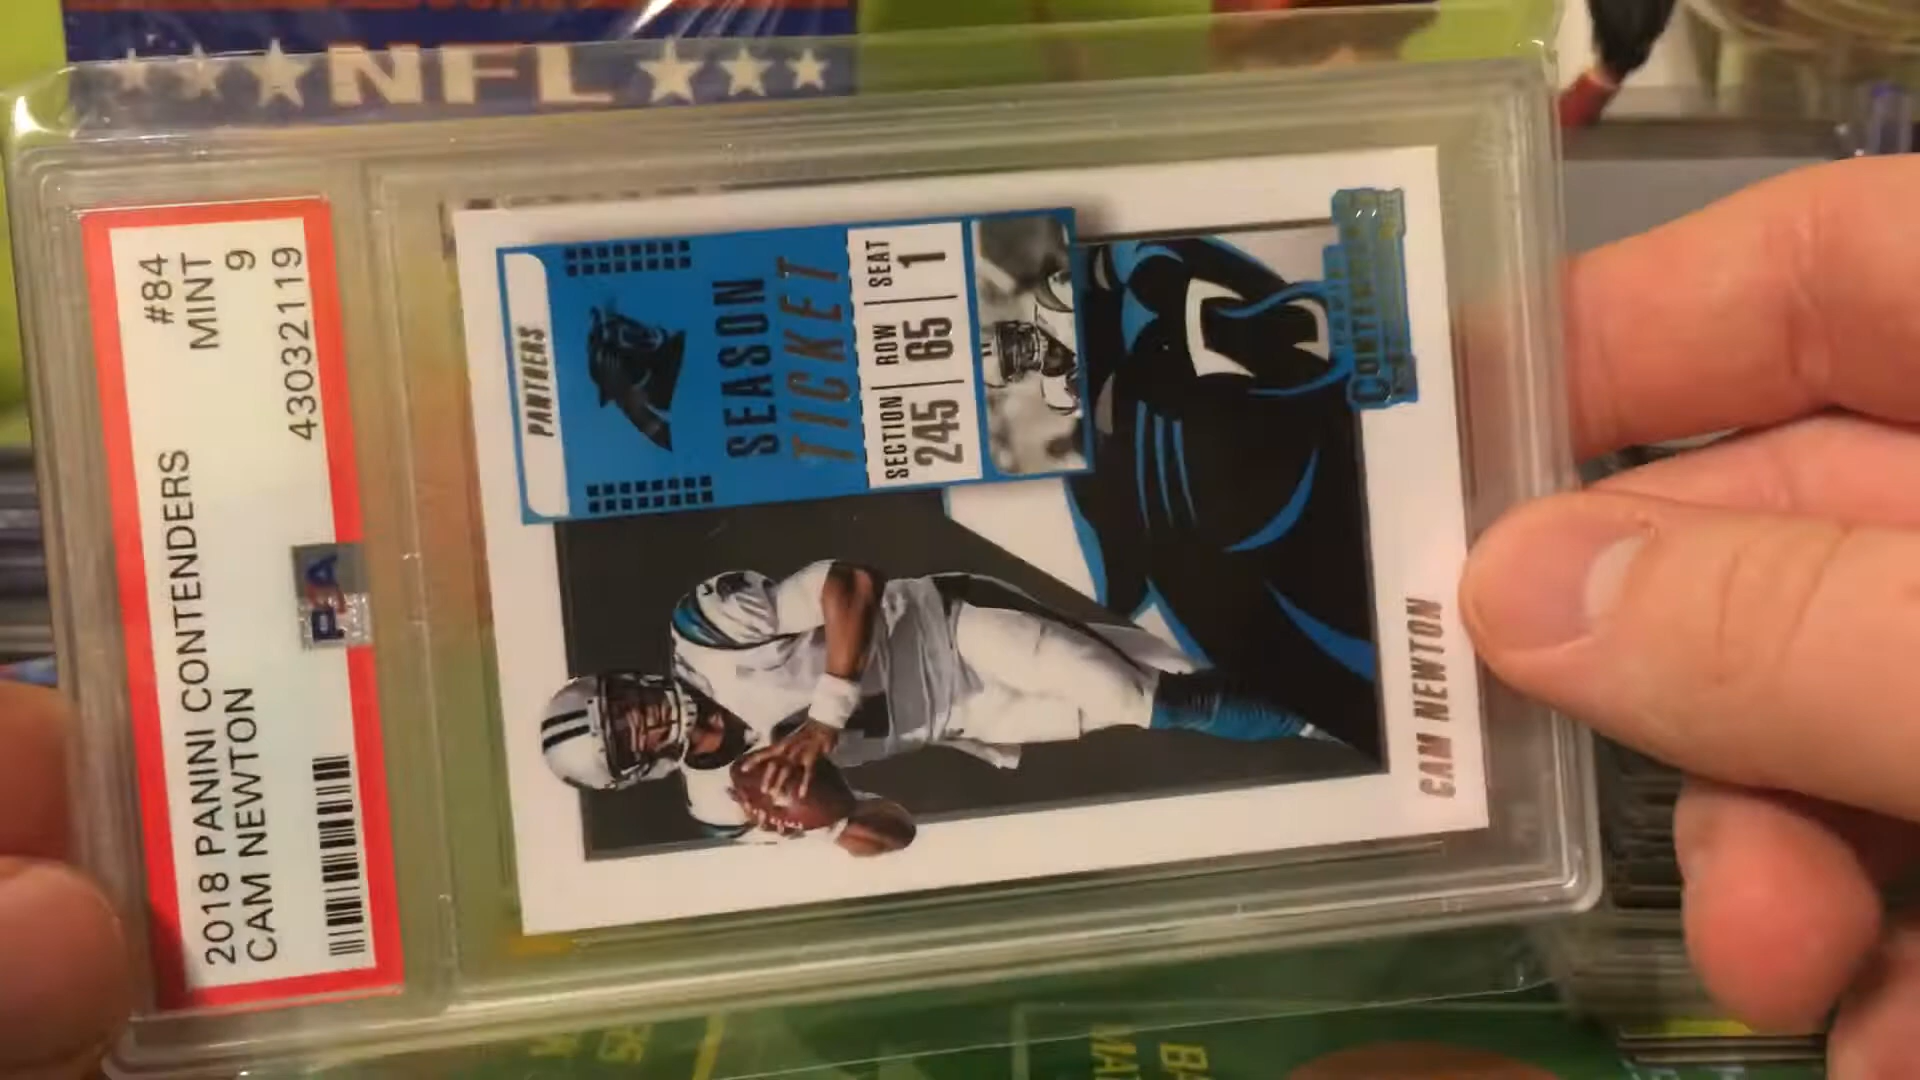 ★★★NFL★★★
2018 PANINI CONTENDERS #84
CAM NEWTON MINT
9
43032119
PSA
PANTHERS
SEASON
TICKET
SECTION ROW SEAT
245 65 1
CONTENDERS
CAM NEWTON